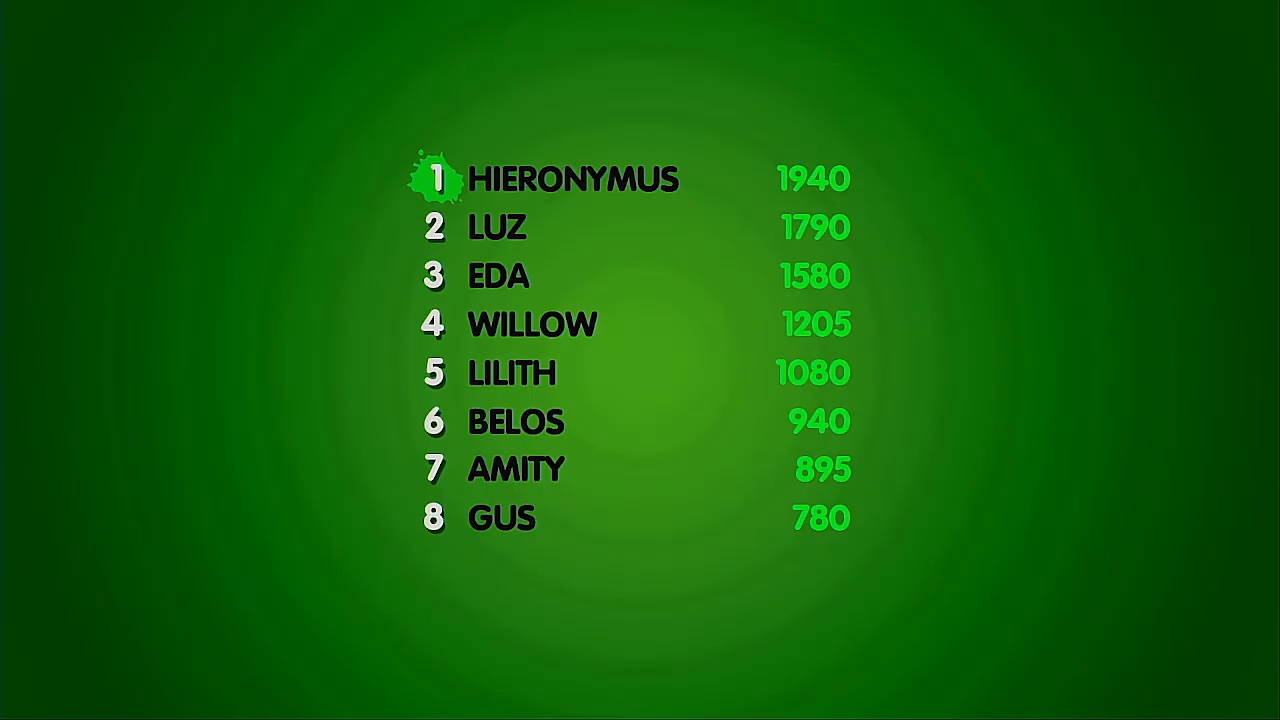 1 HIERONYMUS 1940
2 LUZ 1790
3 EDA 1580
4 WILLOW 1205
5 LILITH 1080
6 BELOS 940
7 AMITY 895
8 GUS 780